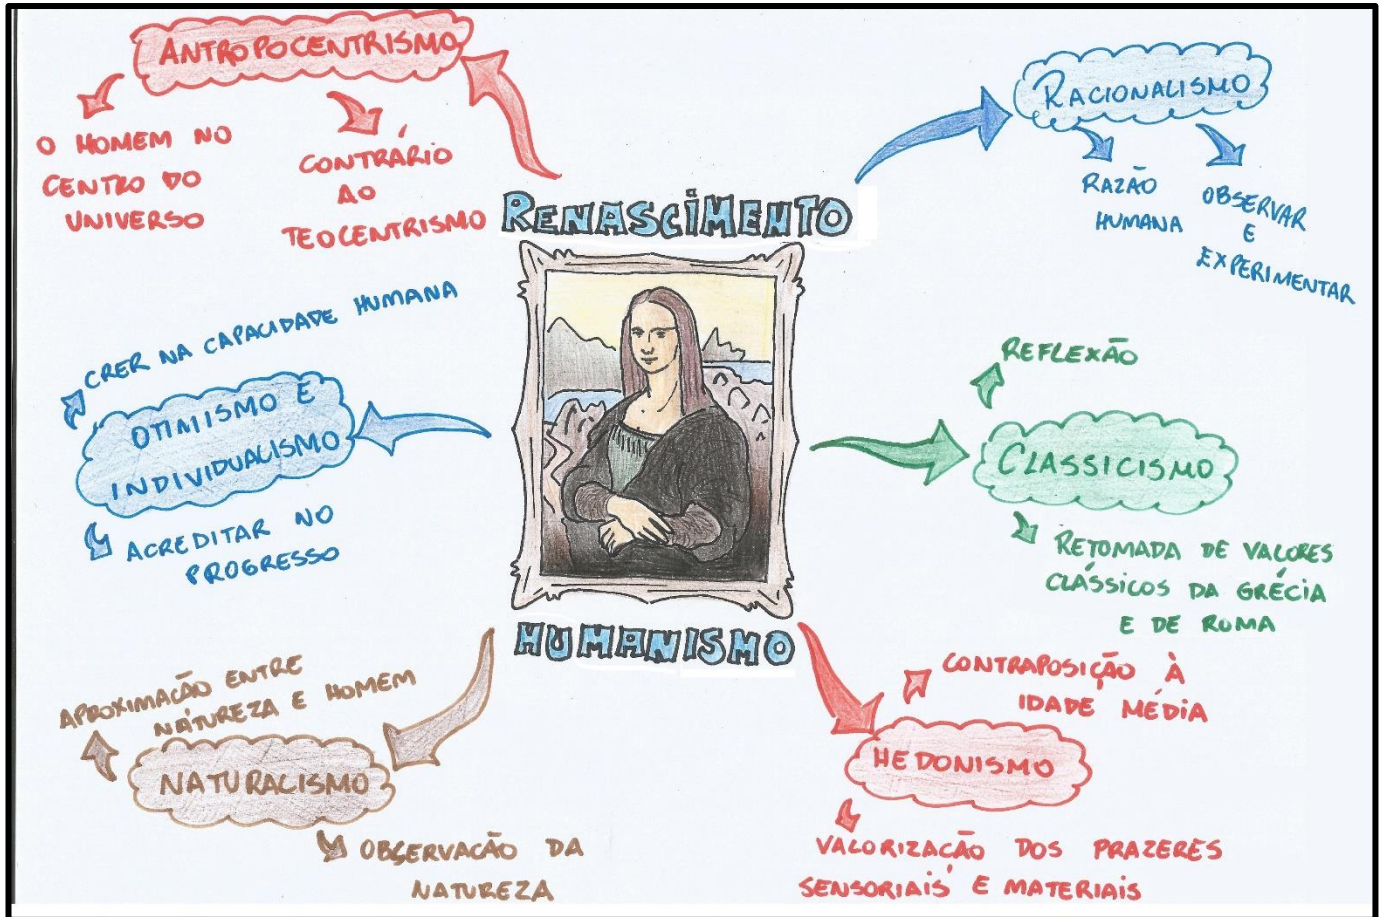 RENASCIMENTO
HUMANISMO
ANTROPOCENTRISMO
O HOMEM NO
CENTRO DO
UNIVERSO
CONTRÁRIO
AO
TEOCENTRISMO
RACIONALISMO
RAZÃO
HUMANA
OBSERVAR
E
EXPERIMENTAR
CRER NA CAPACIDADE HUMANA
OTIMISMO E
INDIVIDUALISMO
ACREDITAR NO
PROGRESSO
REFLEXÃO
CLASSICISMO
RETOMADA DE VALORES
CLÁSSICOS DA GRÉCIA
E DE ROMA
APROXIMAÇÃO ENTRE
NATUREZA E HOMEM
NATURALISMO
OBSERVAÇÃO DA
NATUREZA
CONTRAPOSIÇÃO À
IDADE MÉDIA
HEDONISMO
VALORIZAÇÃO DOS PRAZERES
SENSORIAIS E MATERIAIS